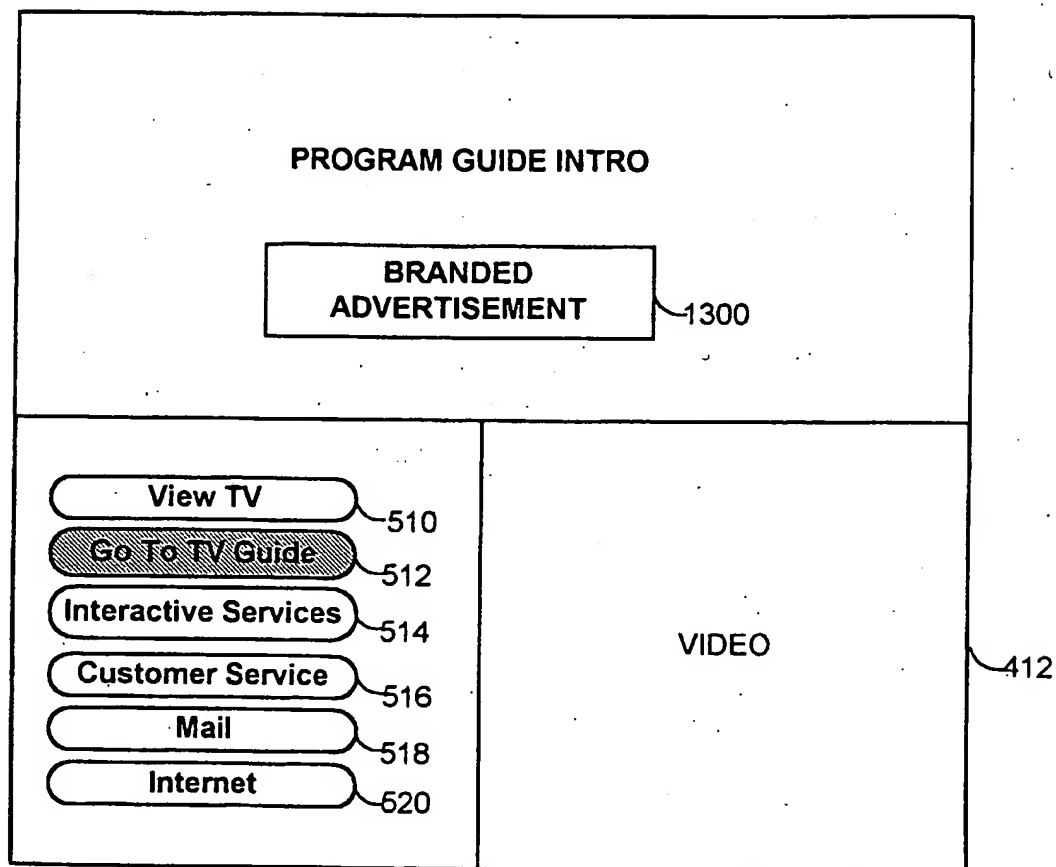 PROGRAM GUIDE INTRO
BRANDED
ADVERTISEMENT
1300
View TV
510
Go To TV Guide
512
Interactive Services
514
Customer Service
516
Mail
518
Internet
520
VIDEO
412